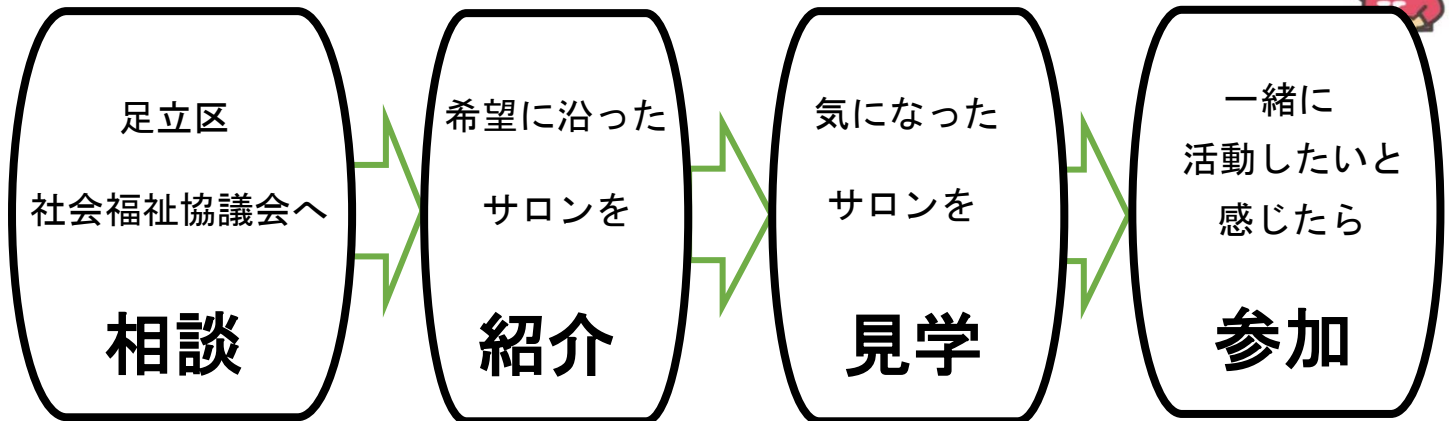 足立区
社会福祉協議会へ
相談
希望に沿った
サロンを
紹介
気になった
サロンを
見学
一緒に
活動したいと
感じたら
参加